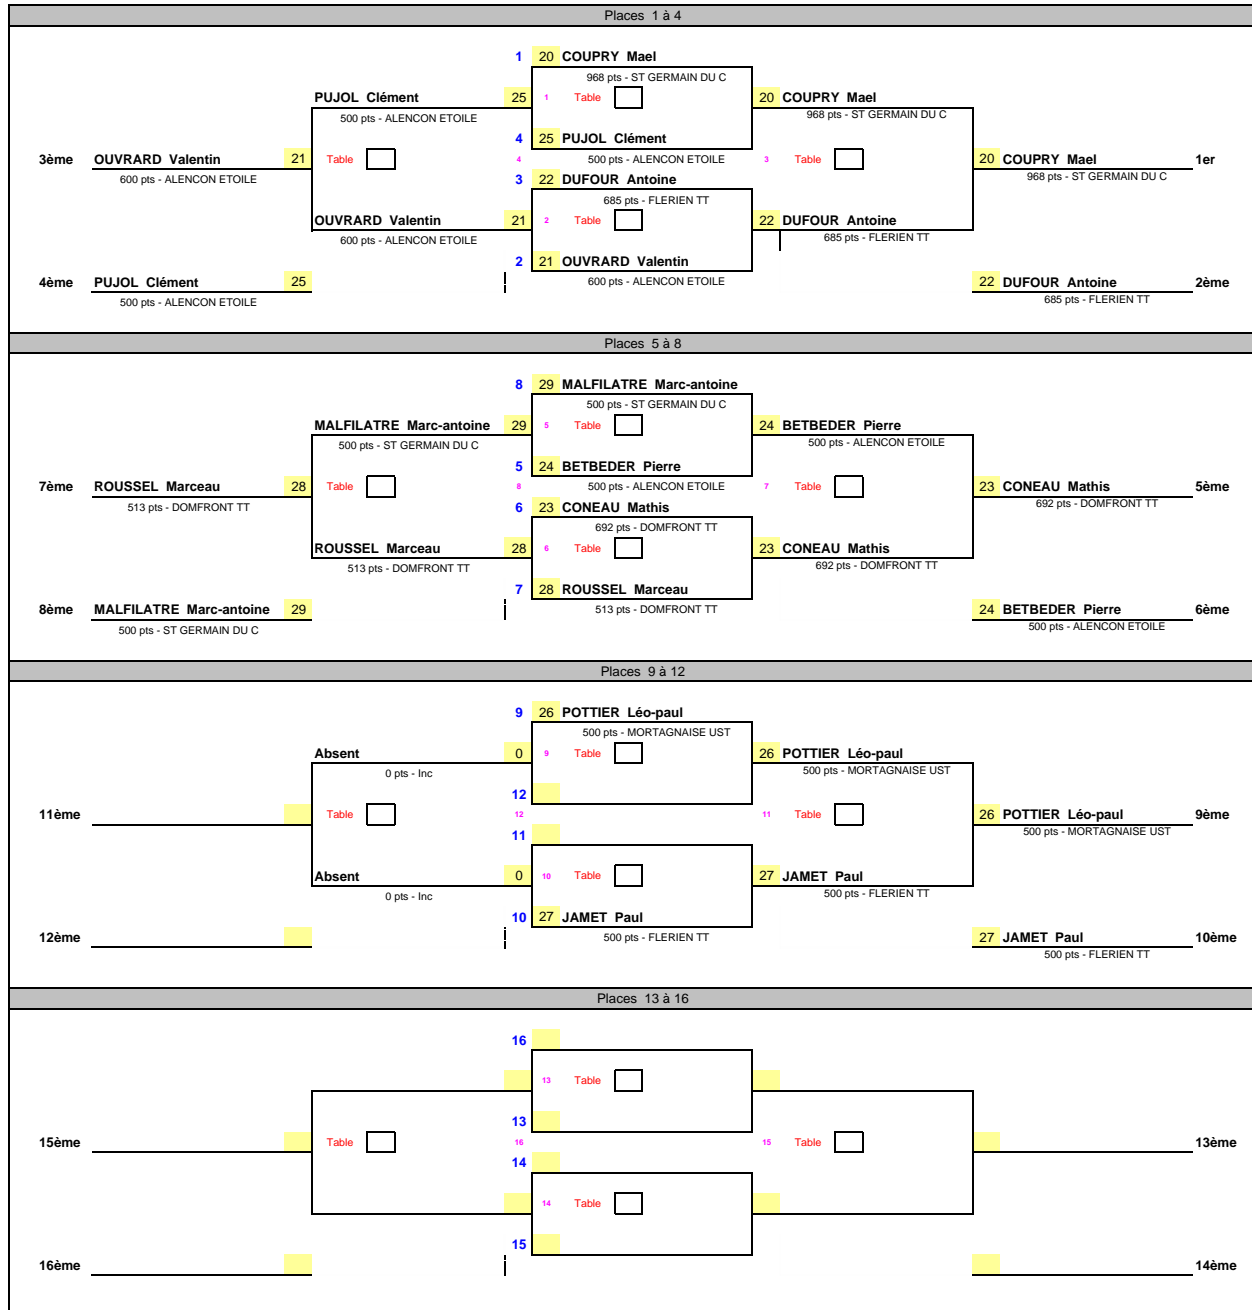 Places 1 à 4
1 20 COUPRY Mael
968 pts - ST GERMAIN DU C
PUJOL Clément 25 1 Table 20 COUPRY Mael
500 pts - ALENCON ETOILE 968 pts - ST GERMAIN DU C
4 25 PUJOL Clément
3ème OUVRARD Valentin 21 Table 4 500 pts - ALENCON ETOILE 3 Table 20 COUPRY Mael 1er
600 pts - ALENCON ETOILE 3 22 DUFOUR Antoine 968 pts - ST GERMAIN DU C
685 pts - FLERIEN TT
OUVRARD Valentin 21 2 Table 22 DUFOUR Antoine
600 pts - ALENCON ETOILE 685 pts - FLERIEN TT
2 21 OUVRARD Valentin
4ème PUJOL Clément 25 600 pts - ALENCON ETOILE 22 DUFOUR Antoine 2ème
500 pts - ALENCON ETOILE 685 pts - FLERIEN TT
Places 5 à 8
8 29 MALFILATRE Marc-antoine
500 pts - ST GERMAIN DU C
MALFILATRE Marc-antoine 29 5 Table 24 BETBEDER Pierre
500 pts - ST GERMAIN DU C 500 pts - ALENCON ETOILE
5 24 BETBEDER Pierre
7ème ROUSSEL Marceau 28 Table 8 500 pts - ALENCON ETOILE 7 Table 23 CONEAU Mathis 5ème
513 pts - DOMFRONT TT 6 23 CONEAU Mathis 692 pts - DOMFRONT TT
692 pts - DOMFRONT TT
ROUSSEL Marceau 28 6 Table 23 CONEAU Mathis
513 pts - DOMFRONT TT 692 pts - DOMFRONT TT
7 28 ROUSSEL Marceau
8ème MALFILATRE Marc-antoine 29 513 pts - DOMFRONT TT 24 BETBEDER Pierre 6ème
500 pts - ST GERMAIN DU C 500 pts - ALENCON ETOILE
Places 9 à 12
9 26 POTTIER Léo-paul
500 pts - MORTAGNAISE UST
Absent 0 9 Table 26 POTTIER Léo-paul
0 pts - Inc 500 pts - MORTAGNAISE UST
12
11ème Table 12 11 Table 26 POTTIER Léo-paul 9ème
11 500 pts - MORTAGNAISE UST
Absent 0 10 Table 27 JAMET Paul
0 pts - Inc 500 pts - FLERIEN TT
10 27 JAMET Paul
12ème 500 pts - FLERIEN TT 27 JAMET Paul 10ème
500 pts - FLERIEN TT
Places 13 à 16
16
13 Table
13
15ème Table 16 15 Table 13ème
14
14 Table
15
16ème 14ème